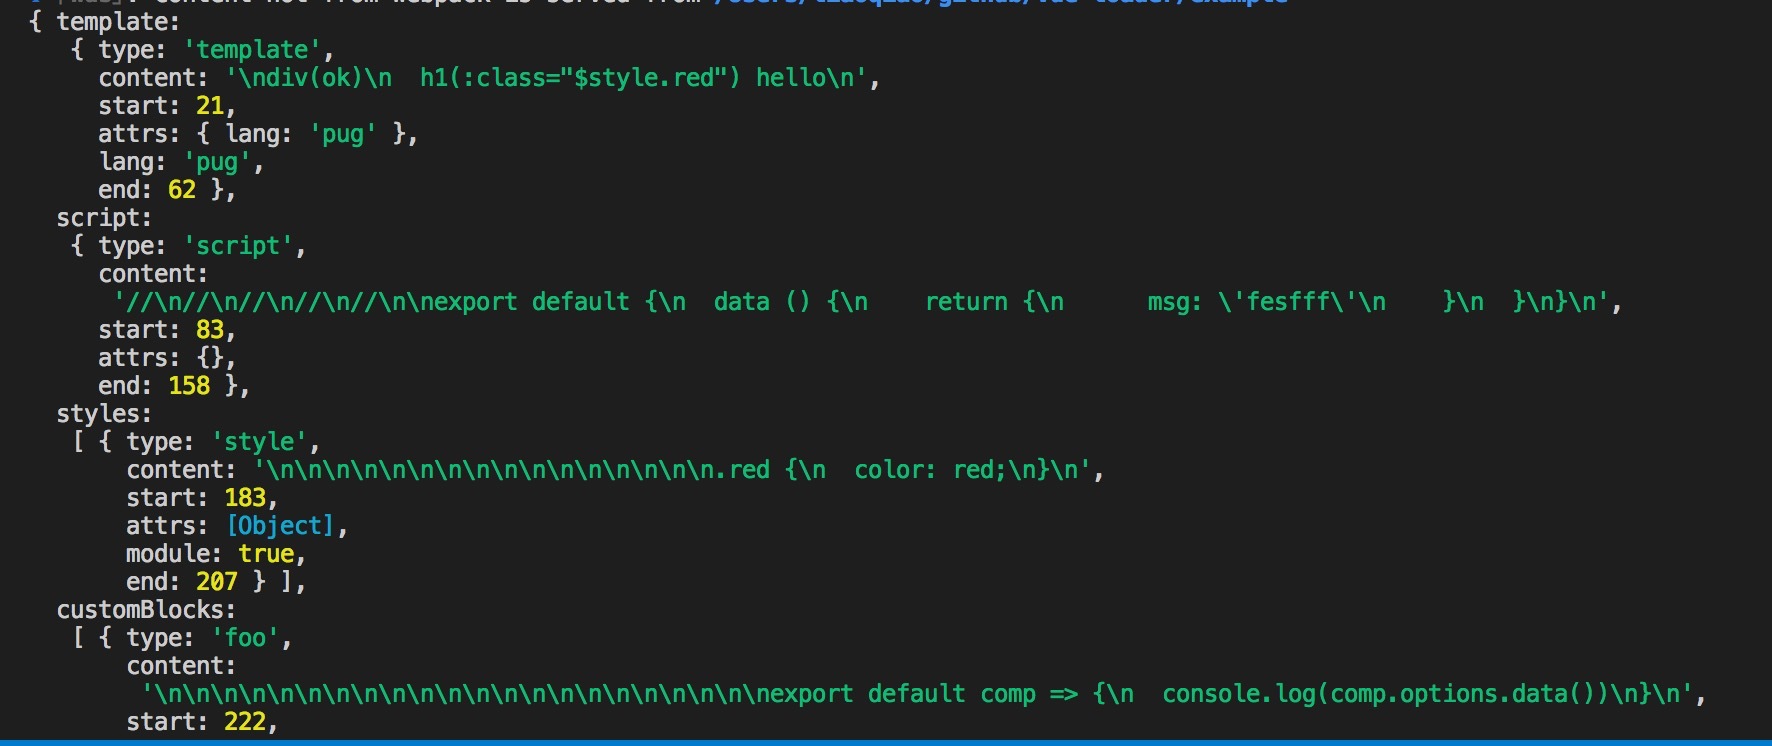 { template:
   { type: 'template',
     content: '\ndiv(ok)\n  h1(:class="$style.red") hello\n',
     start: 21,
     attrs: { lang: 'pug' },
     lang: 'pug',
     end: 62 },
  script:
   { type: 'script',
     content:
      '//\n//\n//\n//\n//\n\nexport default {\n  data () {\n    return {\n      msg: \'fesfff\'\n    }\n  }\n}\n',
     start: 83,
     attrs: {},
     end: 158 },
  styles:
   [ { type: 'style',
       content: '\n\n\n\n\n\n\n\n\n\n\n\n\n\n\n\n.red {\n  color: red;\n}\n',
       start: 183,
       attrs: [Object],
       module: true,
       end: 207 } ],
  customBlocks:
   [ { type: 'foo',
       content:
        '\n\n\n\n\n\n\n\n\n\n\n\n\n\n\n\n\n\n\n\n\n\nexport default comp => {\n  console.log(comp.options.data())\n}\n',
       start: 222,